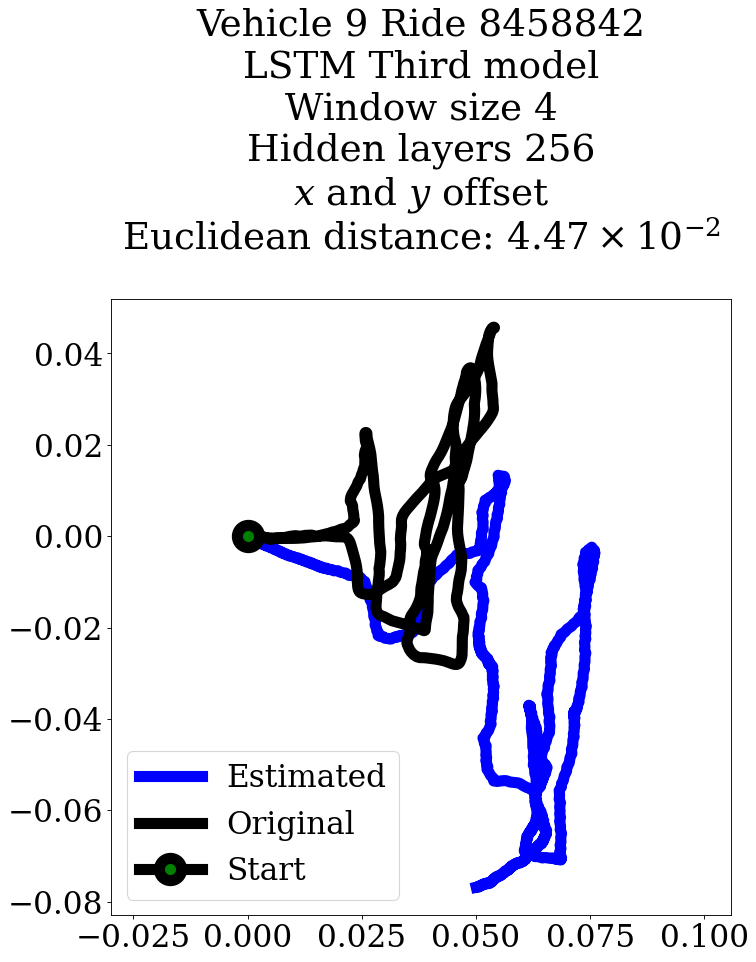 Vehicle 9 Ride 8458842
LSTM Third model
Window size 4
Hidden layers 256
x and y offset
Euclidean distance: 4.47 × 10⁻²
0.04
0.02
0.00
−0.02
−0.04
−0.06
−0.08
Estimated
Original
Start
−0.025 0.000 0.025 0.050 0.075 0.100